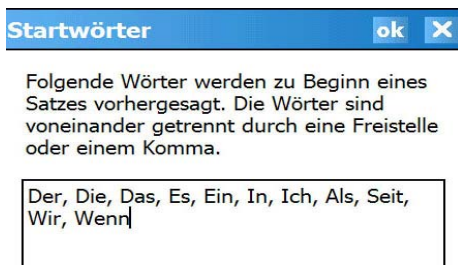 Startwörter ok
Folgende Wörter werden zu Beginn eines
Satzes vorhergesagt. Die Wörter sind
voneinander getrennt durch eine Freistelle
oder einem Komma.
Der, Die, Das, Es, Ein, In, Ich, Als, Seit,
Wir, Wenn